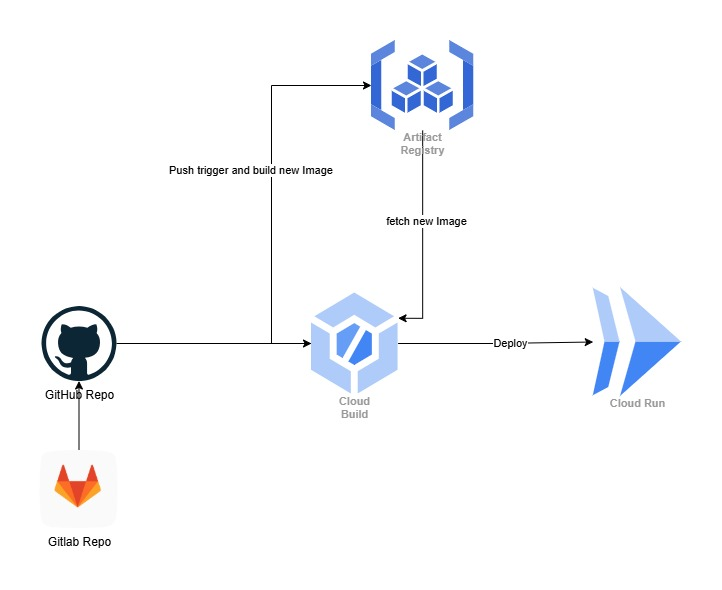 Artifact
Registry
Push trigger and build new Image
fetch new Image
Deploy
GitHub Repo
Cloud
Build
Cloud Run
Gitlab Repo